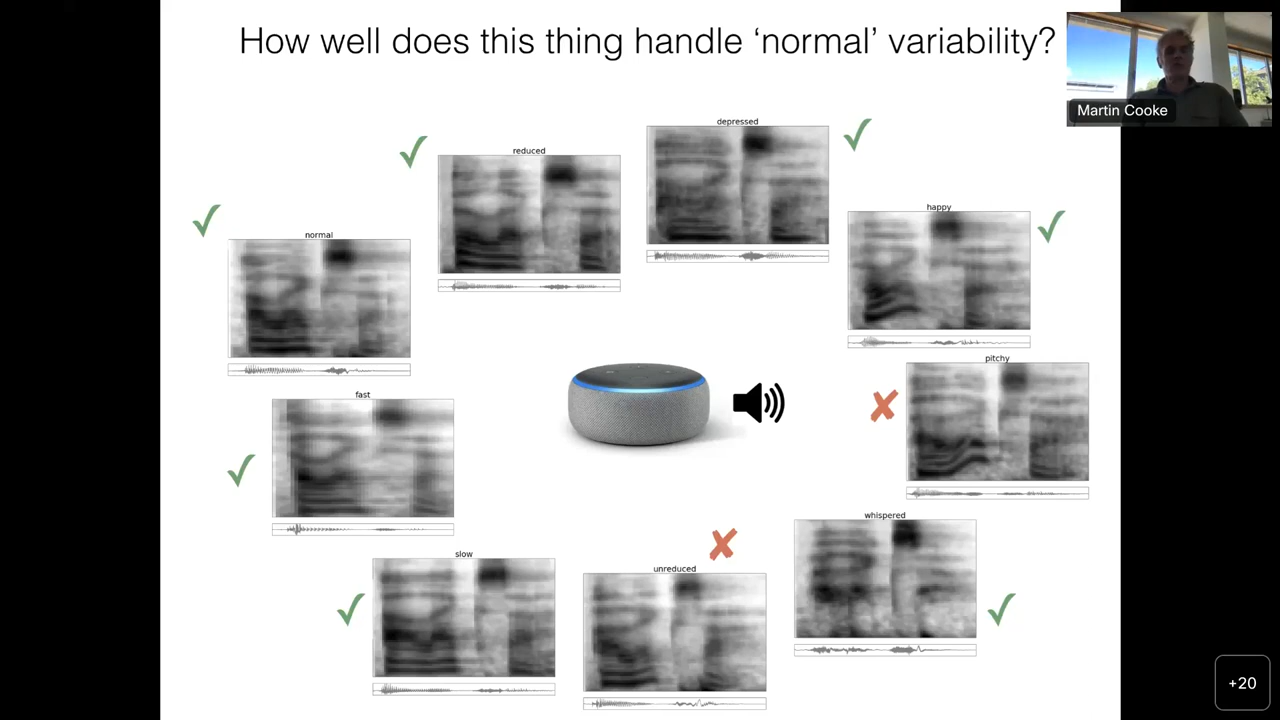 How well does this thing handle ‘normal’ variability?
Martin Cooke
depressed
reduced
happy
normal
pitchy
fast
whispered
slow
unreduced
+20